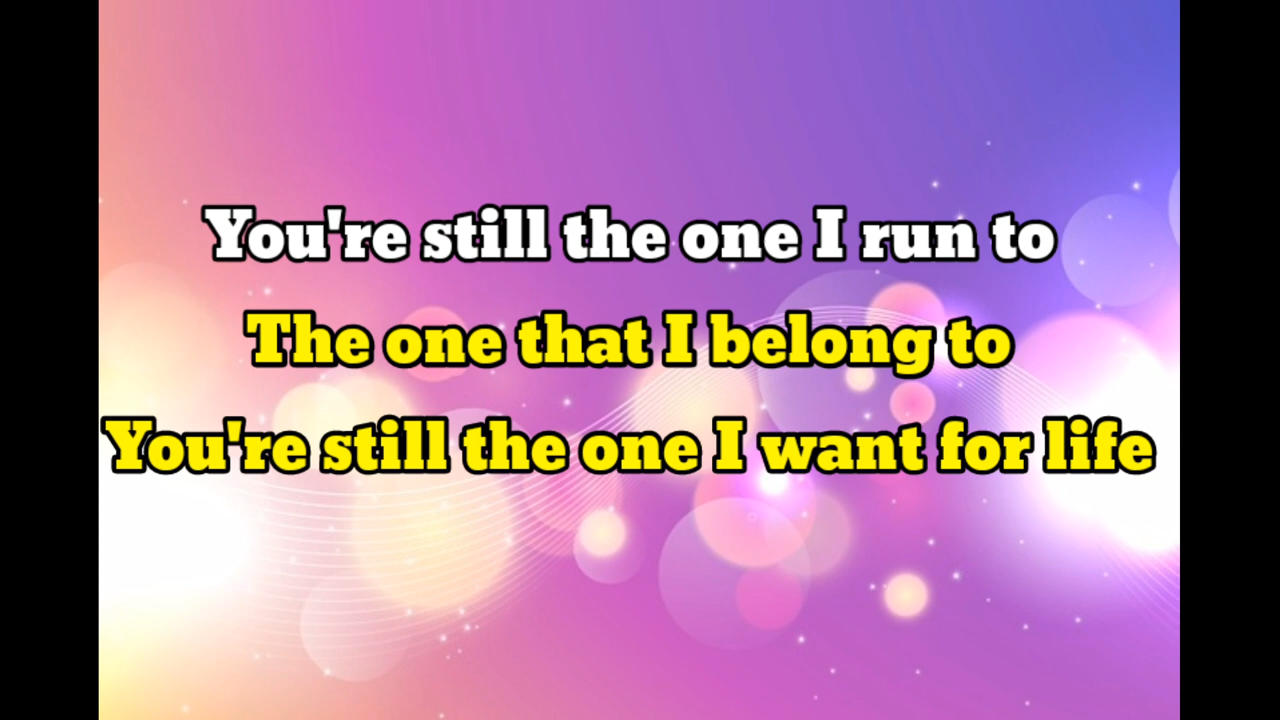 You're still the one I run to
The one that I belong to
You're still the one I want for life